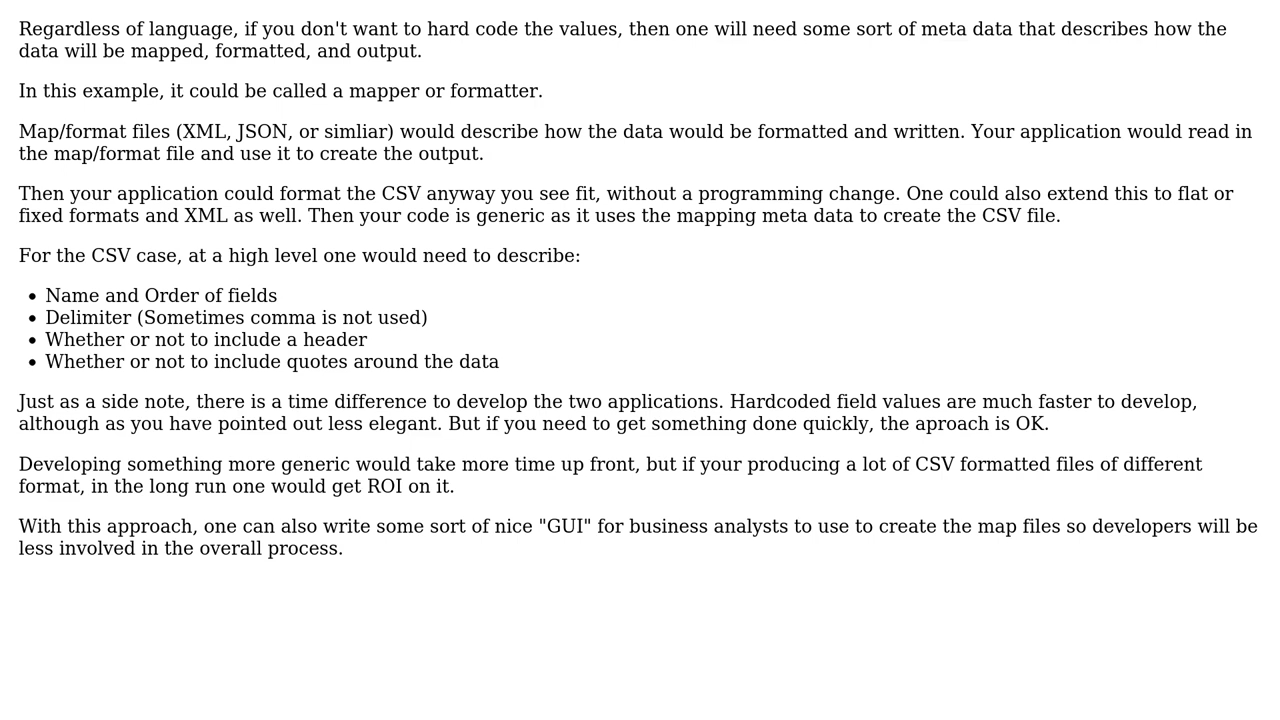 Regardless of language, if you don't want to hard code the values, then one will need some sort of meta data that describes how the
data will be mapped, formatted, and output.
In this example, it could be called a mapper or formatter.
Map/format files (XML, JSON, or simliar) would describe how the data would be formatted and written. Your application would read in
the map/format file and use it to create the output.
Then your application could format the CSV anyway you see fit, without a programming change. One could also extend this to flat or
fixed formats and XML as well. Then your code is generic as it uses the mapping meta data to create the CSV file.
For the CSV case, at a high level one would need to describe:
• Name and Order of fields
• Delimiter (Sometimes comma is not used)
• Whether or not to include a header
• Whether or not to include quotes around the data
Just as a side note, there is a time difference to develop the two applications. Hardcoded field values are much faster to develop,
although as you have pointed out less elegant. But if you need to get something done quickly, the aproach is OK.
Developing something more generic would take more time up front, but if your producing a lot of CSV formatted files of different
format, in the long run one would get ROI on it.
With this approach, one can also write some sort of nice "GUI" for business analysts to use to create the map files so developers will be
less involved in the overall process.